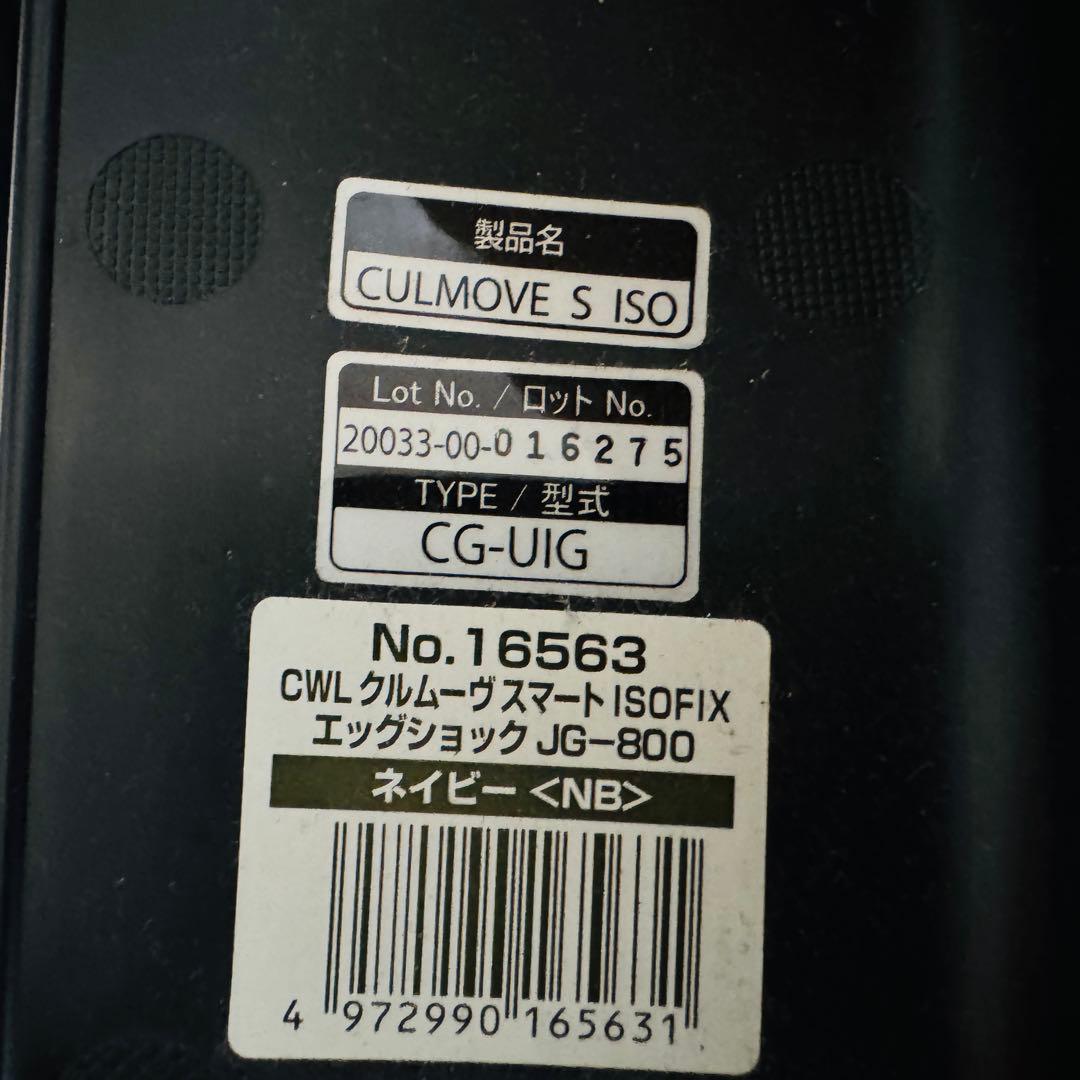 製品名
CULMOVE S ISO
Lot No. / ロット No.
20033-00-016275
TYPE / 型式
CG-UIG
No.16563
CWL クルムーヴ スマート ISOFIX
エッグショック JG-800
ネイビー <NB>
4 972990 165631